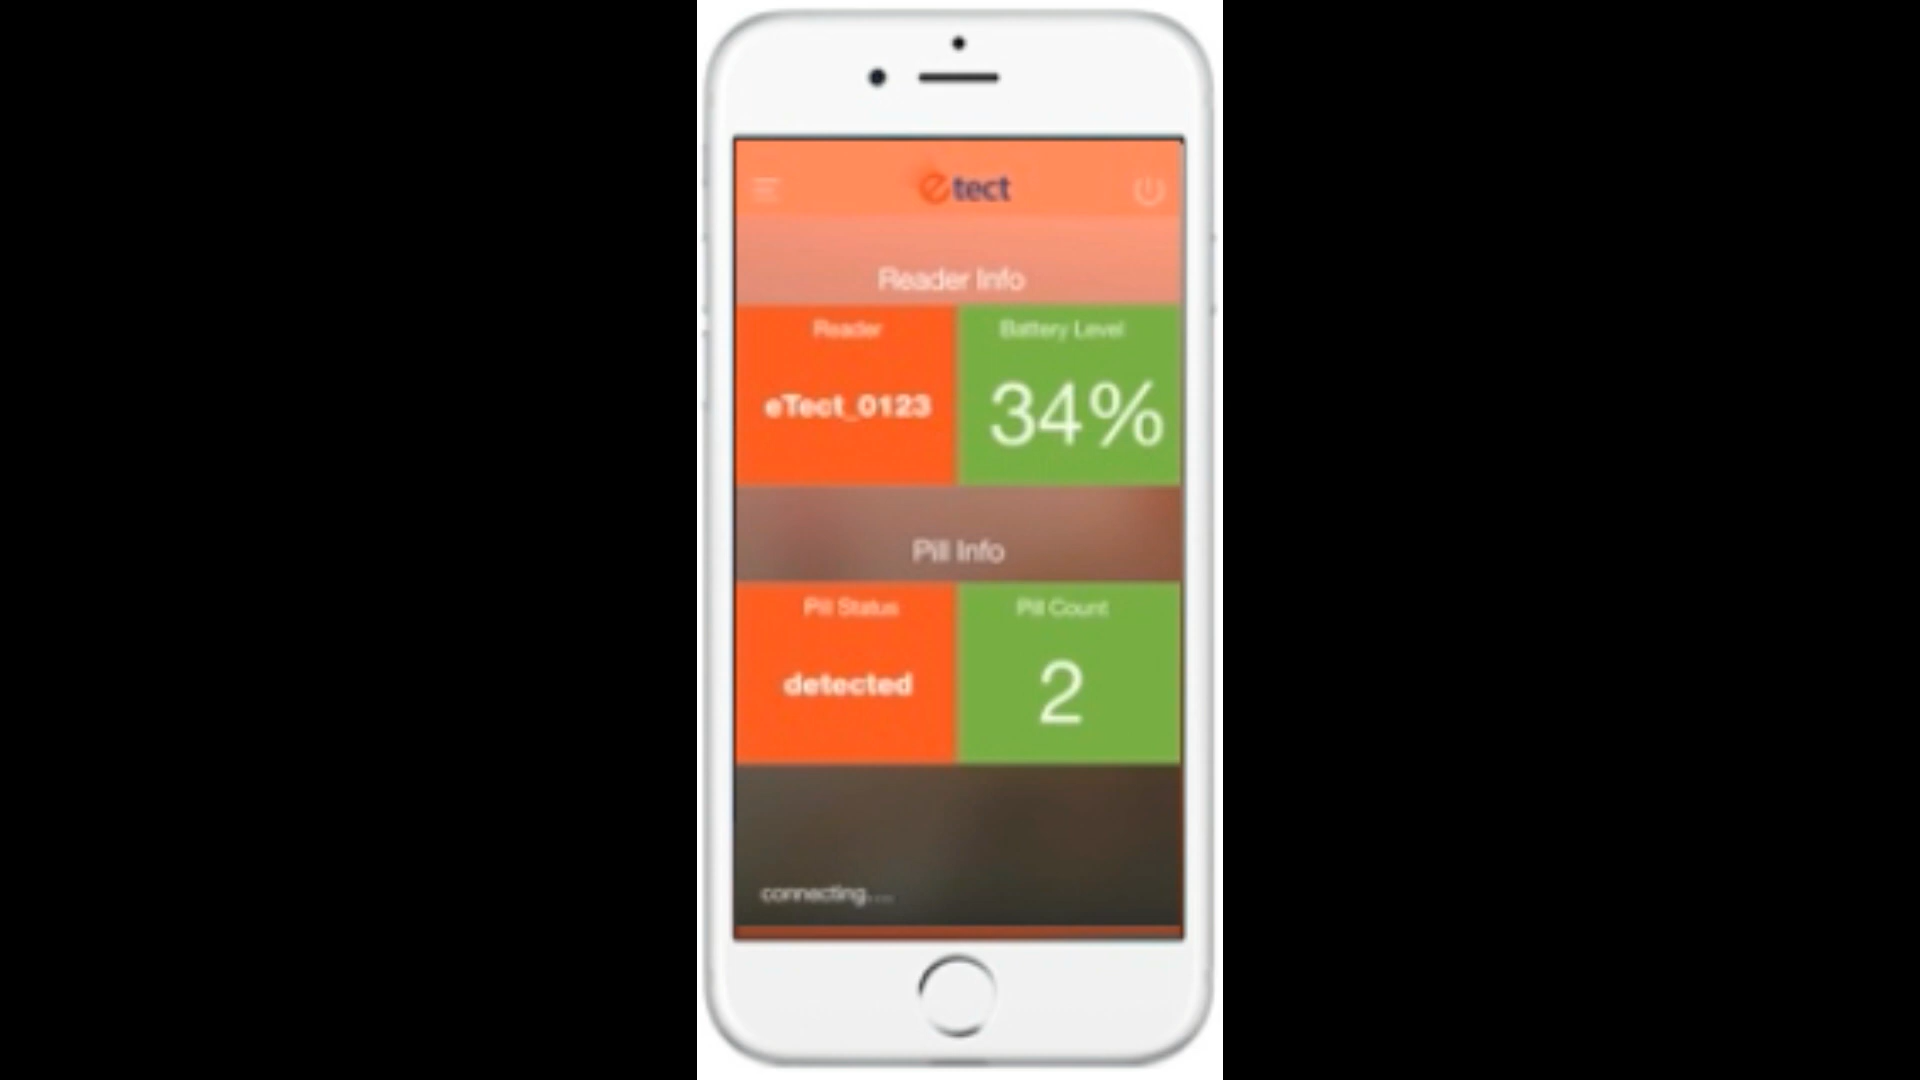 etect
Reader Info
Reader
Battery Level
eTect_0123
34%
Pill Info
Pill Status
Pill Count
detected
2
connecting....